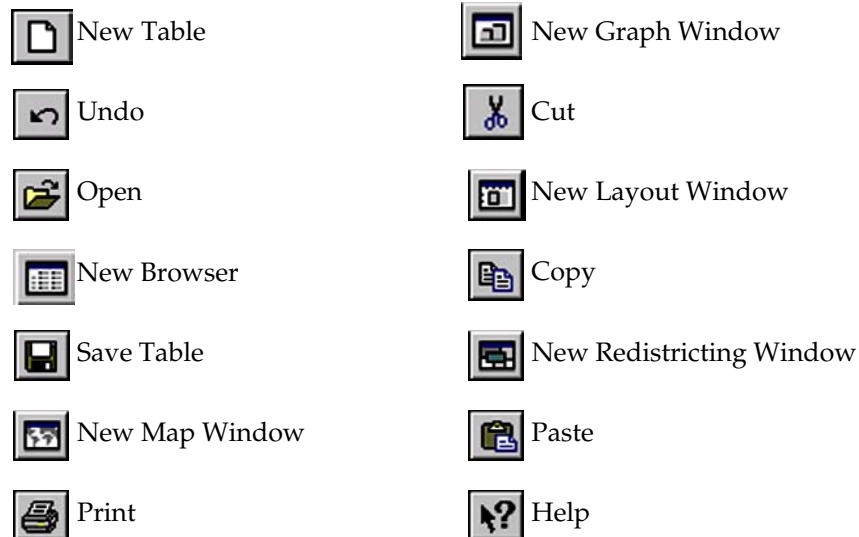 New Table
New Graph Window
Undo
Cut
Open
New Layout Window
New Browser
Copy
Save Table
New Redistricting Window
New Map Window
Paste
Print
Help